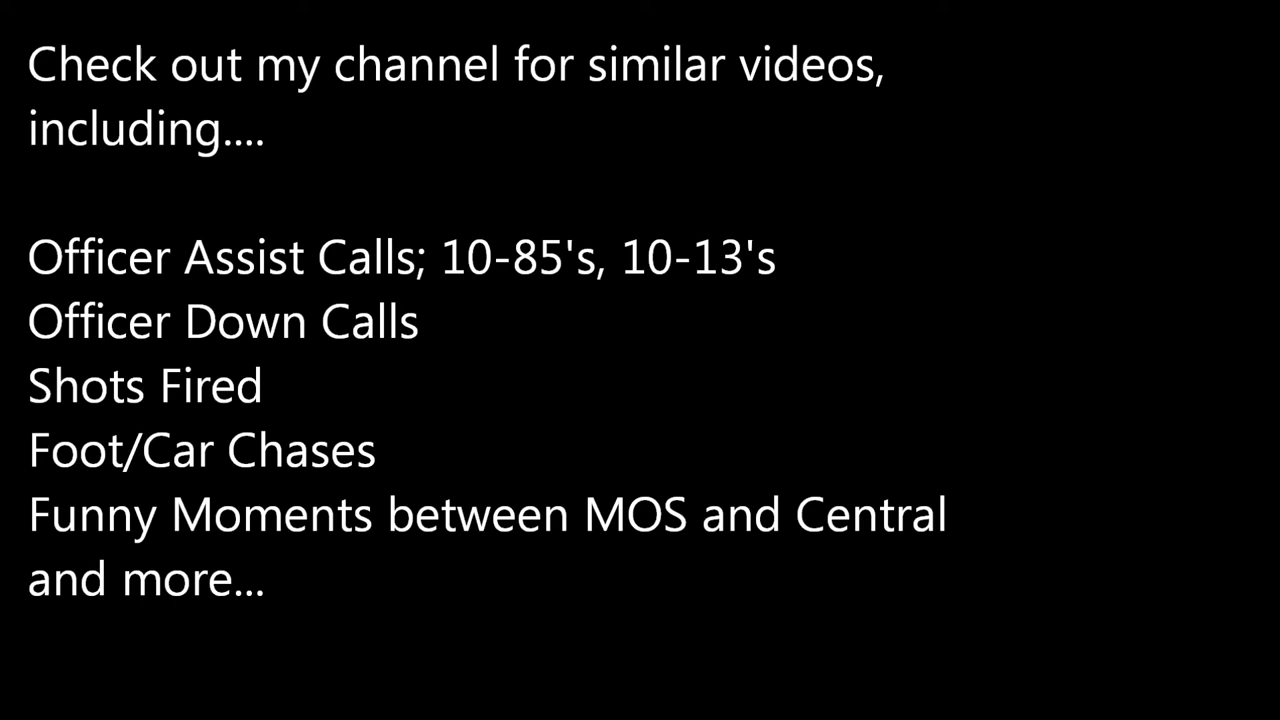 Check out my channel for similar videos,
including....
Officer Assist Calls; 10-85's, 10-13's
Officer Down Calls
Shots Fired
Foot/Car Chases
Funny Moments between MOS and Central
and more...